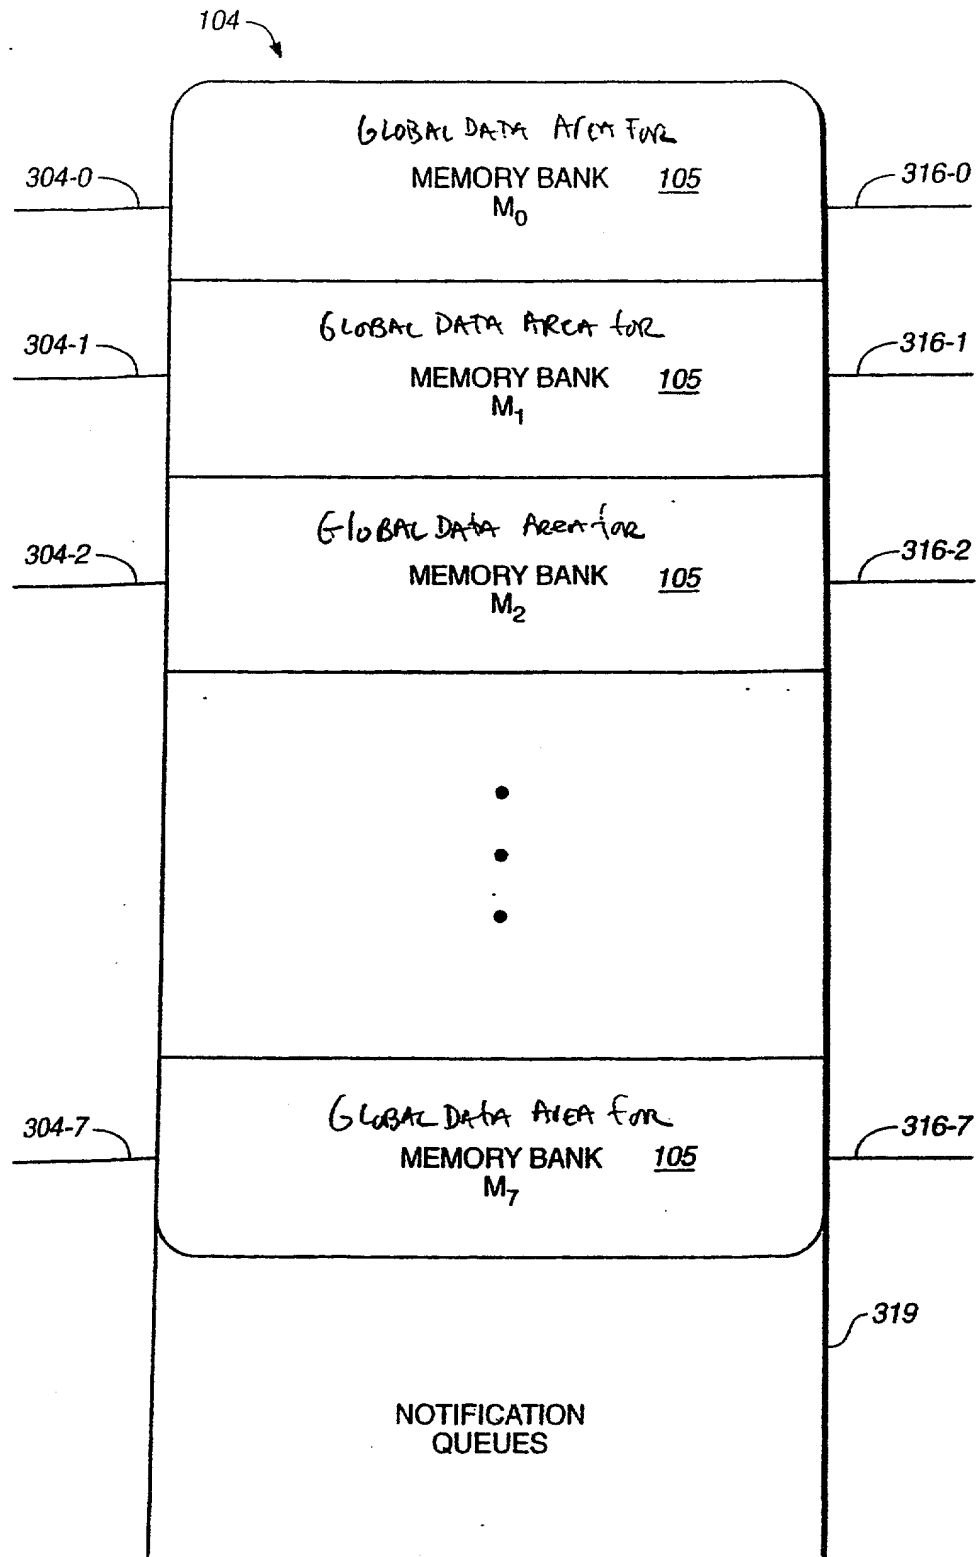 104
GLOBAL DATA AREA FOR
304-0 MEMORY BANK 105 316-0
M0
GLOBAL DATA AREA for
304-1 MEMORY BANK 105 316-1
M1
GLOBAL DATA AREA for
304-2 MEMORY BANK 105 316-2
M2
GLOBAL DATA AREA FOR
304-7 MEMORY BANK 105 316-7
M7
319
NOTIFICATION
QUEUES